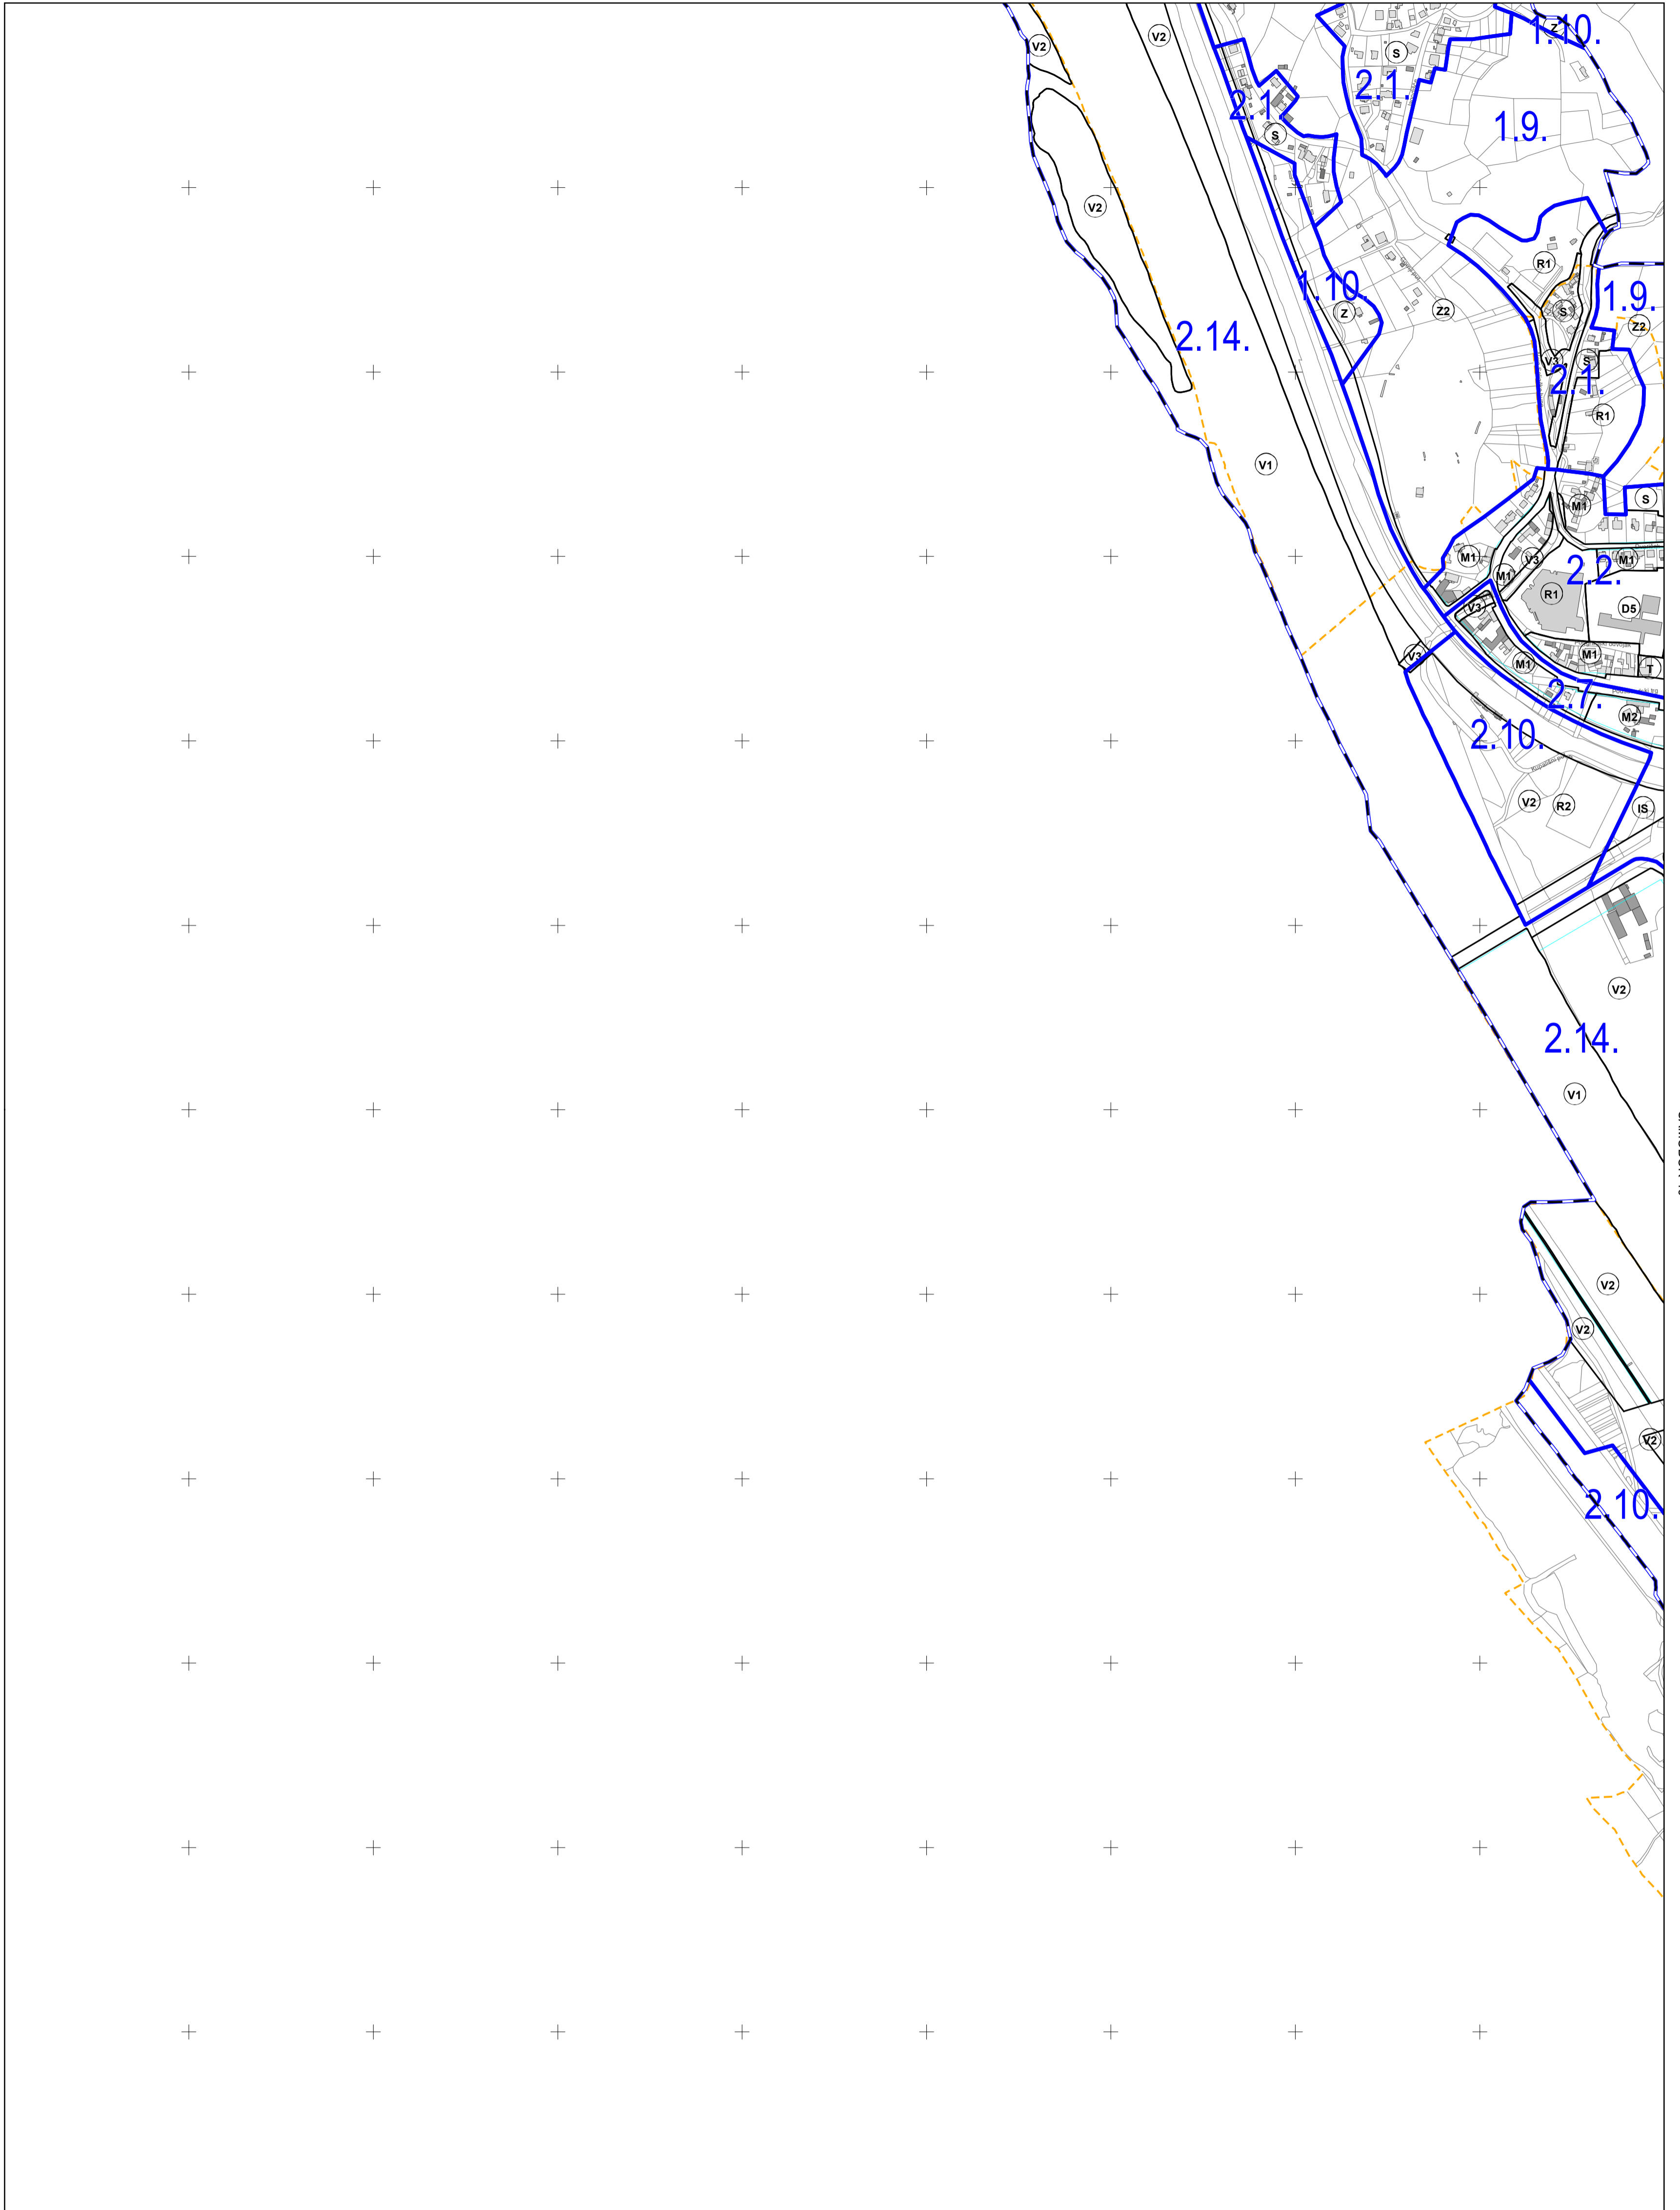 V2
V2
S
Z
1.10.
2.1.
2.1.
1.9.
S
V2
R1
1.10.
Z
Z2
S
1.9.
Z2
2.14.
V3
S
2.1.
R1
V1
S
M1
M1
V3
M1
M1
2.2.
R1
D5
V3
V3
M1
M1
T
2.7.
M2
2.10.
V2
R2
IS
V2
2.14.
V1
V2
V2
V2
2.10.